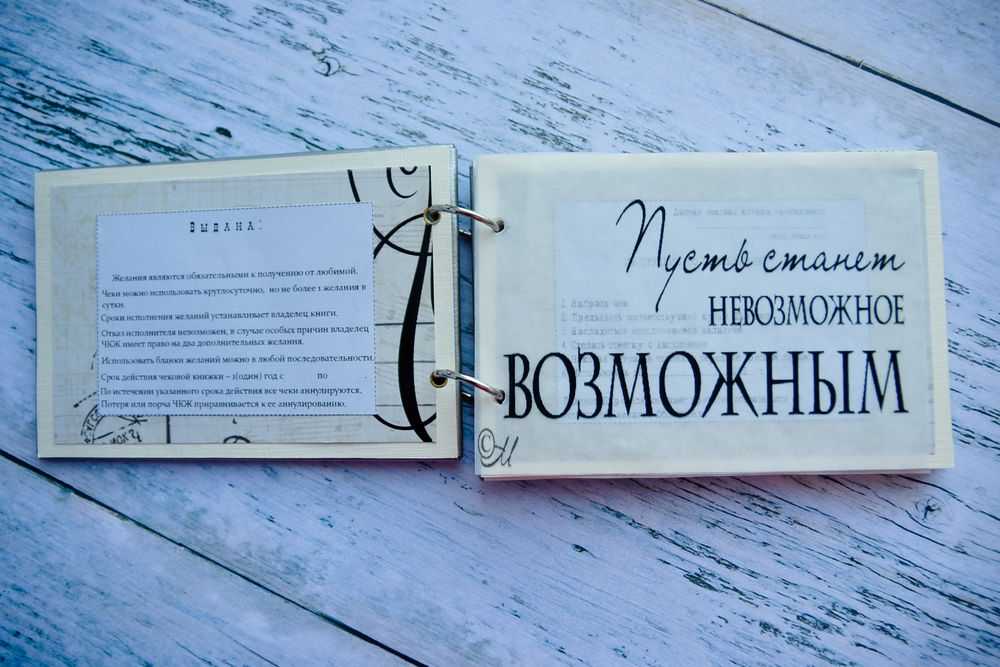 Выдана:
Желания являются обязательными к получению от любимой.
Чеки можно использовать круглосуточно, но не более 1 желания в
сутки.
Сроки исполнения желаний устанавливает владелец книги.
Отказ исполнителя невозможен, в случае особых причин владелец
ЧЮЖ имеет право на два дополнительных желания.
Использовать бланки желаний можно в любой последовательности.
Срок действия чековой книжки – 1(один) год с по .
По истечении указанного срока действия все чеки аннулируются.
Потеря или порча ЧЮЖ приравнивается к ее аннулированию.
Пусть станет
НЕВОЗМОЖНОЕ
ВОЗМОЖНЫМ
©М